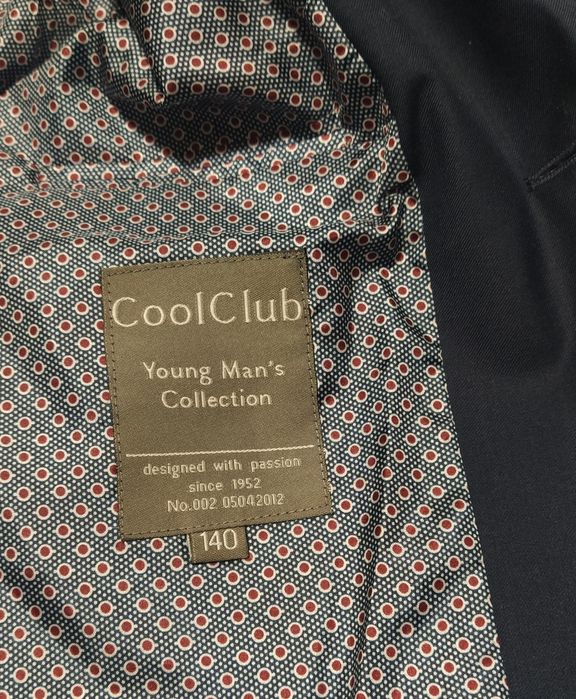 CoolClub
Young Man's
Collection
designed with passion
since 1952
No.002 05042012
140